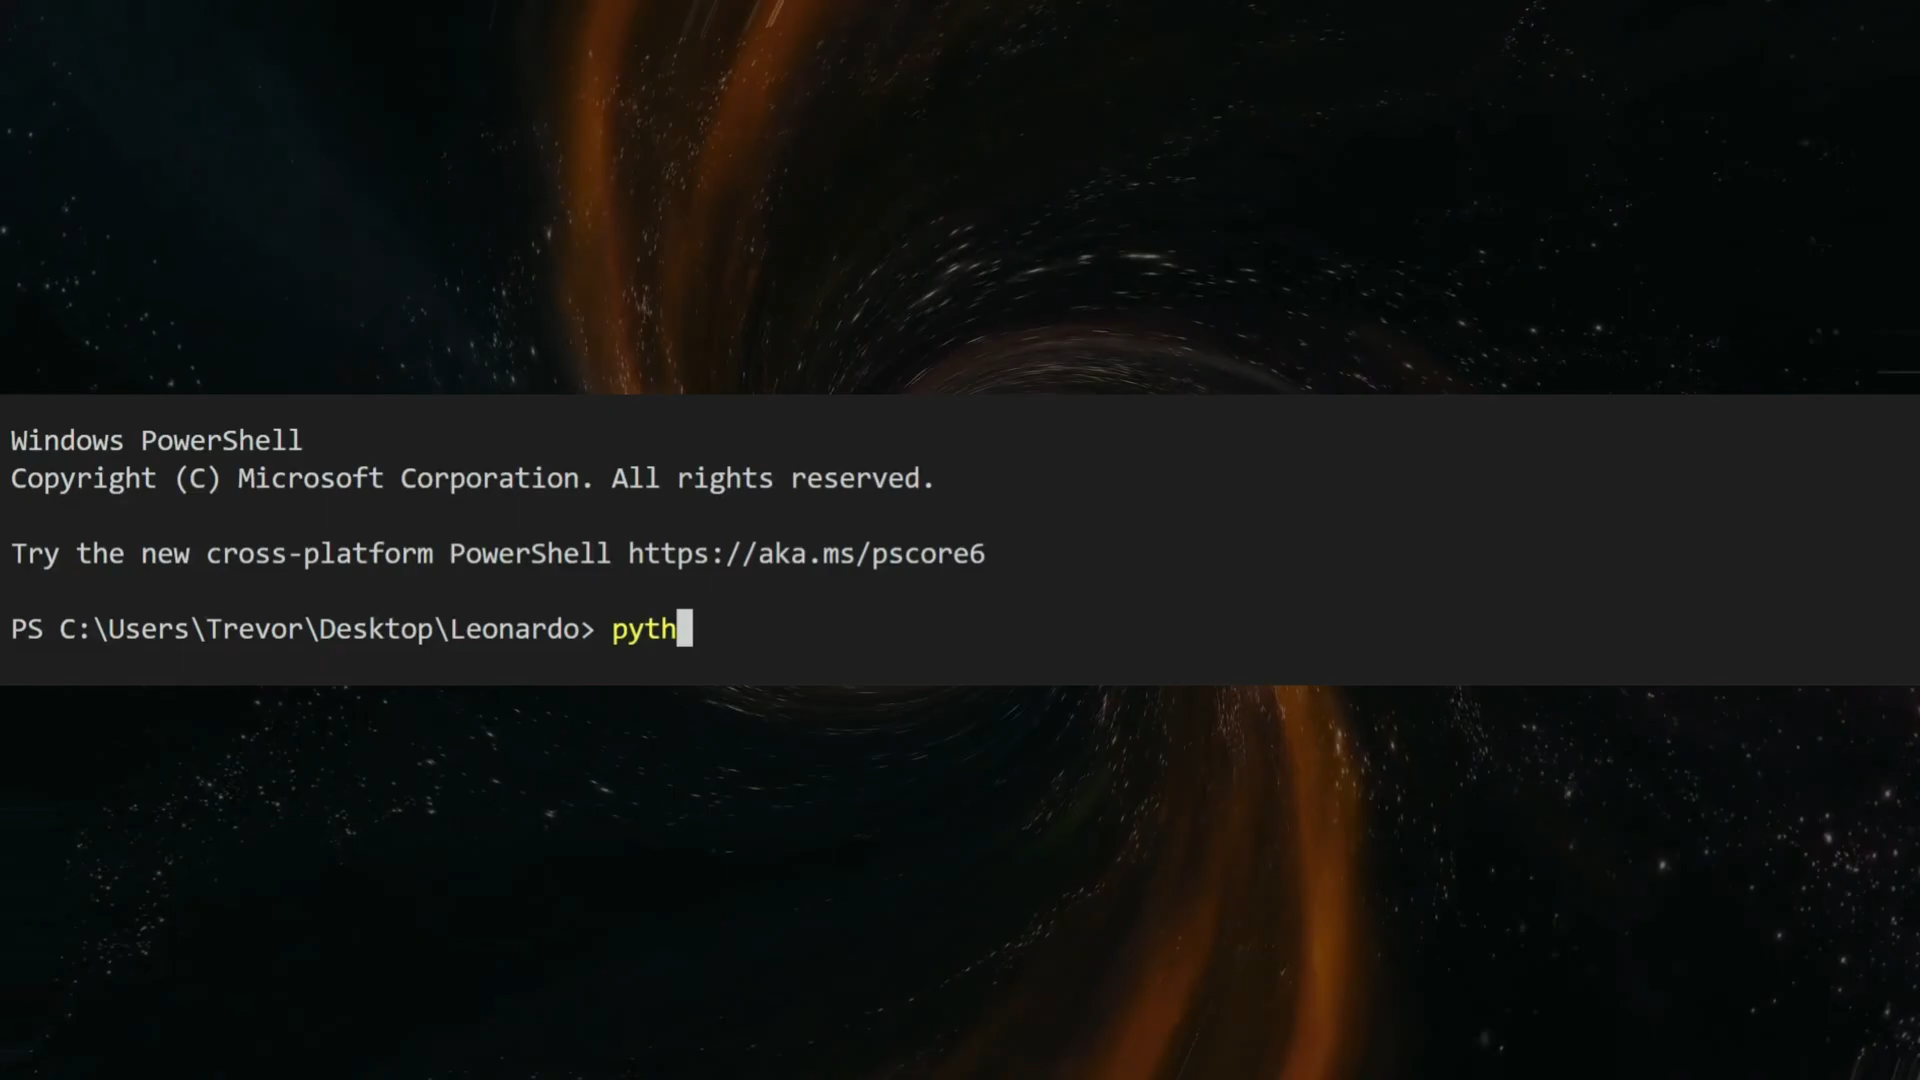 Windows PowerShell
Copyright (C) Microsoft Corporation. All rights reserved.
Try the new cross-platform PowerShell https://aka.ms/pscore6
PS C:\Users\Trevor\Desktop\Leonardo> pyth